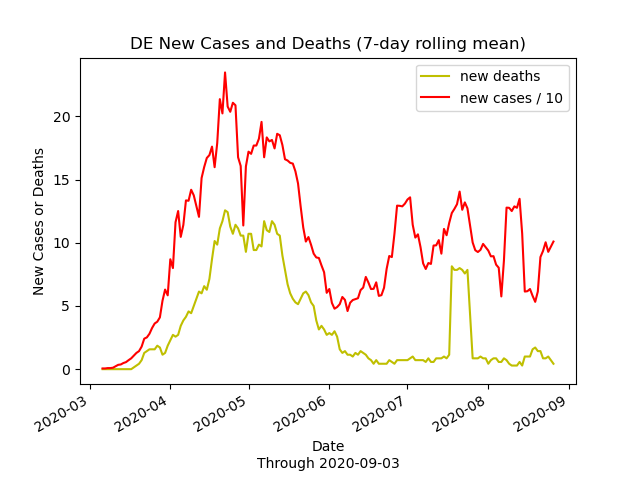 DE New Cases and Deaths (7-day rolling mean)
new deaths
new cases / 10
20
15
10
5
0
New Cases or Deaths
2020-03
2020-04
2020-05
2020-06
2020-07
2020-08
2020-09
Date
Through 2020-09-03